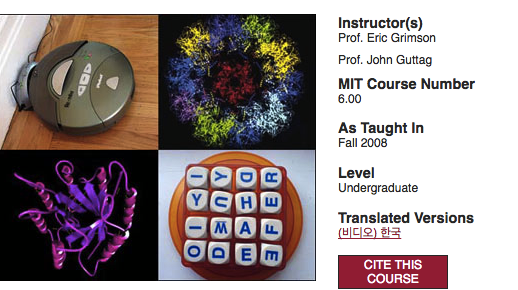 Instructor(s)
Prof. Eric Grimson
Prof. John Guttag
MIT Course Number
6.00
As Taught In
Fall 2008
Level
Undergraduate
Translated Versions
(비디오) 한국
CITE THIS
COURSE